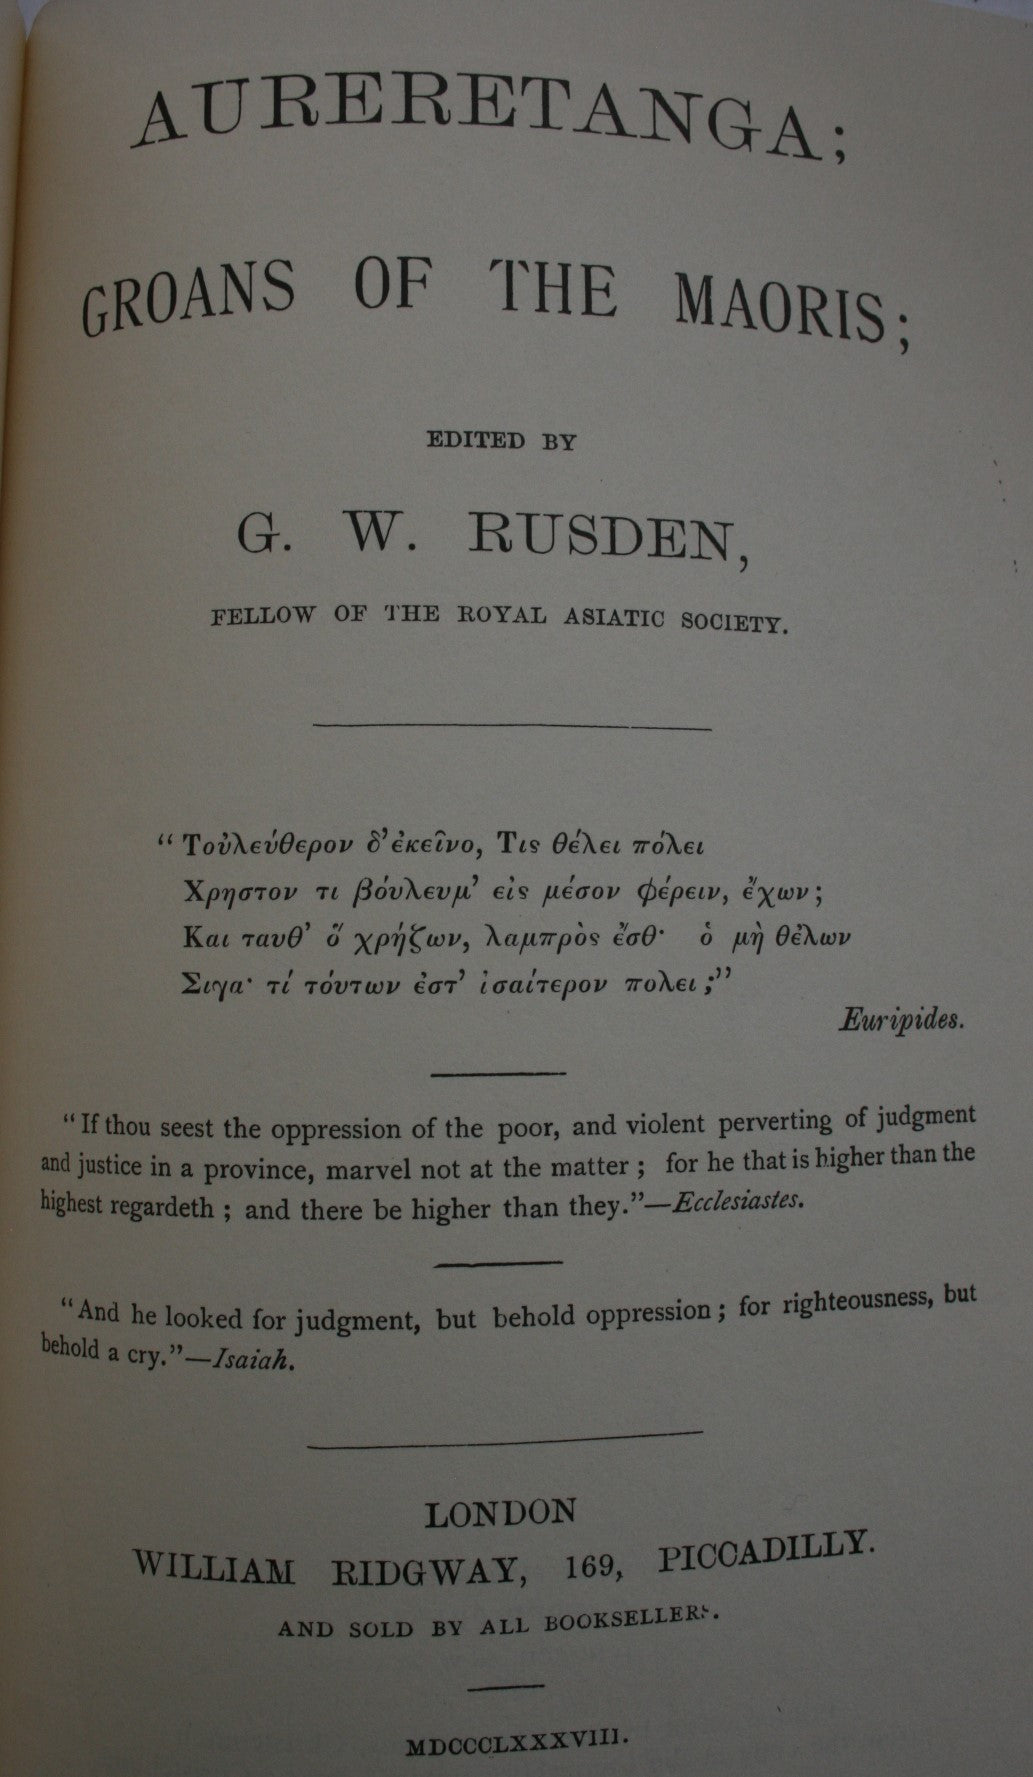 AURERETANGA;
GROANS OF THE MAORIS;
EDITED BY
G. W. RUSDEN,
FELLOW OF THE ROYAL ASIATIC SOCIETY.
“Τοὐλεύθερον δ’ἐκεῖνο, Τις θέλει πόλει
Χρηστον τι βόυλευμ’ εἰς μέσον φέρειν, ἔχων;
Και ταυθ’ ὅ χρήζων, λαμπρὸς ἔσθ· ὁ μὴ θέλων
Σιγα· τί τόυτων ἐστ’ ἰσαίτερον πολει;”
Euripides.
“If thou seest the oppression of the poor, and violent perverting of judgment
and justice in a province, marvel not at the matter; for he that is higher than the
highest regardeth; and there be higher than they.”—Ecclesiastes.
“And he looked for judgment, but behold oppression; for righteousness, but
behold a cry.”—Isaiah.
LONDON
WILLIAM RIDGWAY, 169, PICCADILLY.
AND SOLD BY ALL BOOKSELLERS.
MDCCCLXXXVIII.